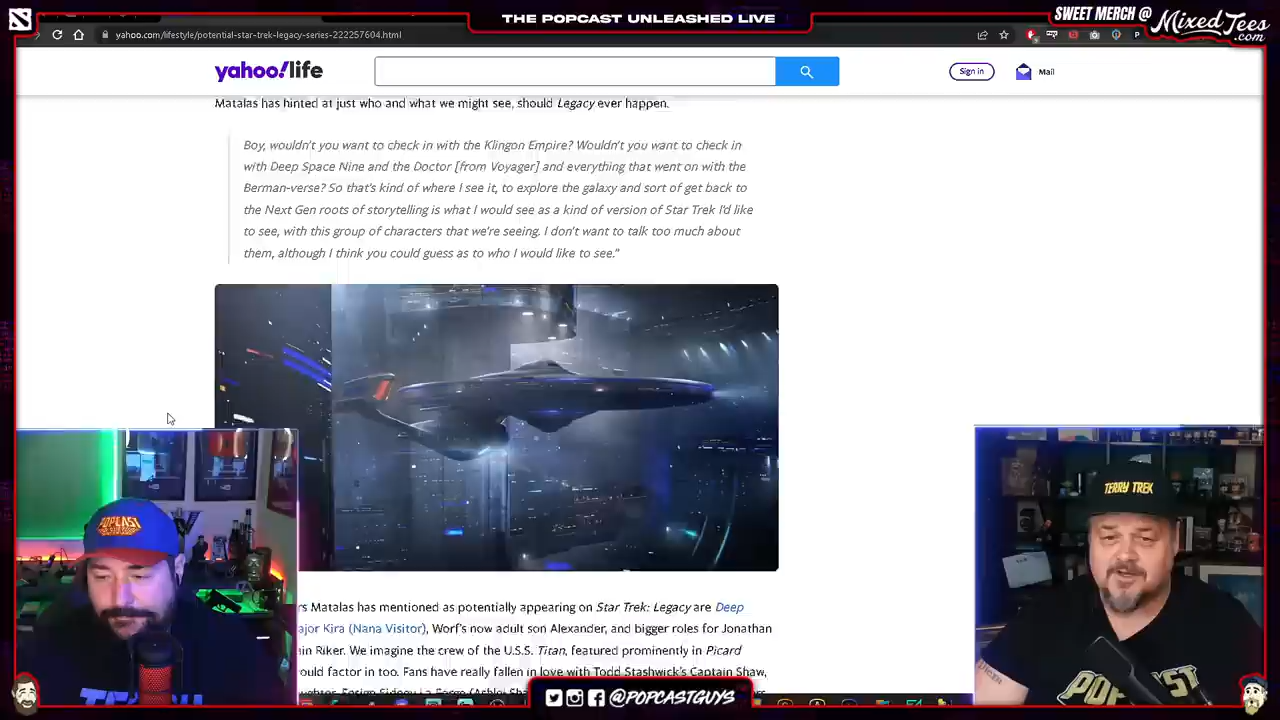 THE POPCAST UNLEASHED LIVE
SWEET MERCH @ MixedTees
.com
yahoo.com/lifestyle/potential-star-trek-legacy-series-222257604.html
yahoo!life
Sign in
Mail
Matalas has hinted at just who and what we might see, should Legacy ever happen.
Boy, wouldn't you want to check in with the Klingon Empire? Wouldn't you want to check in
with Deep Space Nine and the Doctor [from Voyager] and everything that went on with the
Berman-verse? So that's kind of where I see it, to explore the galaxy and sort of get back to
the Next Gen roots of storytelling is what I would see as a kind of version of Star Trek I'd like
to see, with this group of characters that we're seeing. I don't want to talk too much about
them, although I think you could guess as to who I would like to see."
POPCAST
TERRY TREK
rs Matalas has mentioned as potentially appearing on Star Trek: Legacy are Deep
ajor Kira (Nana Visitor), Worf's now adult son Alexander, and bigger roles for Jonathan
in Riker. We imagine the crew of the U.S.S. Titan, featured prominently in Picard
ould factor in too. Fans have really fallen in love with Todd Stashwick's Captain Shaw,
@POPCASTGUYS